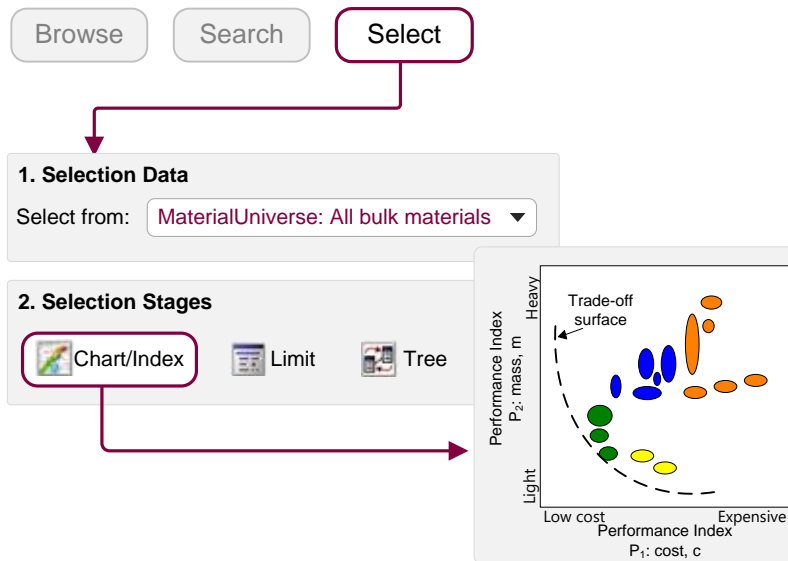 Browse
Search
Select
1. Selection Data
Select from:
MaterialUniverse: All bulk materials
2. Selection Stages
Chart/Index
Limit
Tree
Heavy
Trade-off
surface
Performance Index
P₂: mass, m
Light
Low cost
Expensive
Performance Index
P₁: cost, c